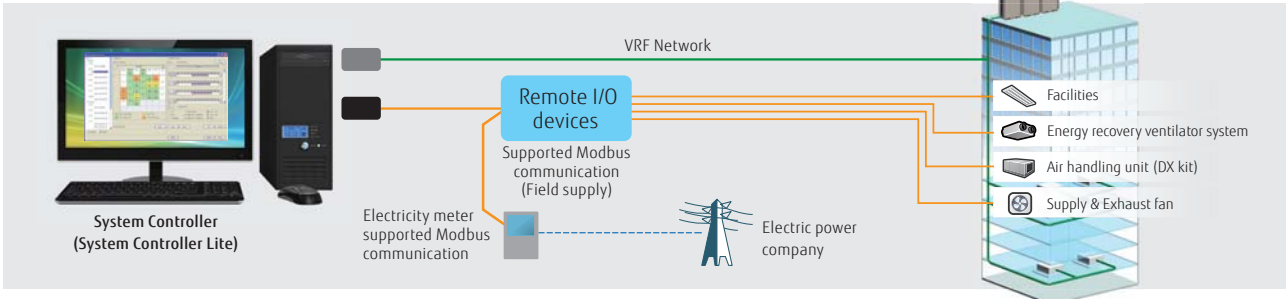 VRF Network
Remote I/O
devices
Supported Modbus
communication
(Field supply)
Facilities
Energy recovery ventilator system
Air handling unit (DX kit)
Supply & Exhaust fan
System Controller
(System Controller Lite)
Electricity meter
supported Modbus
communication
Electric power
company